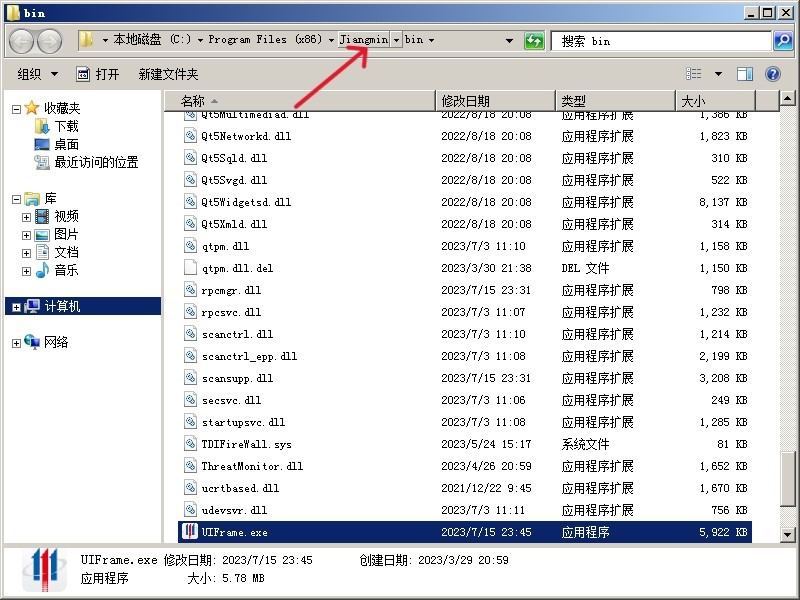 bin
本地磁盘 (C:) Program Files (x86) Jiangmin bin
搜索 bin
组织 打开 新建文件夹
收藏夹
下载
桌面
最近访问的位置
库
视频
图片
文档
音乐
计算机
网络
名称 修改日期 类型 大小
Qt5Multimediad.dll 2022/8/18 20:08 应用程序扩展 1,386 KB
Qt5Networkd.dll 2022/8/18 20:08 应用程序扩展 1,823 KB
Qt5Sqld.dll 2022/8/18 20:08 应用程序扩展 310 KB
Qt5Svgd.dll 2022/8/18 20:08 应用程序扩展 522 KB
Qt5Widgetsd.dll 2022/8/18 20:08 应用程序扩展 8,137 KB
Qt5Xmld.dll 2022/8/18 20:08 应用程序扩展 314 KB
qtpm.dll 2023/7/3 11:10 应用程序扩展 1,158 KB
qtpm.dll.del 2023/3/30 21:38 DEL 文件 1,150 KB
rpcmgr.dll 2023/7/15 23:31 应用程序扩展 798 KB
rpcsvc.dll 2023/7/3 11:07 应用程序扩展 1,232 KB
scanctrl.dll 2023/7/3 11:10 应用程序扩展 1,214 KB
scanctrl_epp.dll 2023/7/3 11:08 应用程序扩展 2,199 KB
scansupp.dll 2023/7/15 23:31 应用程序扩展 3,208 KB
secsvc.dll 2023/7/3 11:06 应用程序扩展 249 KB
startupsvc.dll 2023/7/3 11:08 应用程序扩展 1,285 KB
TDIFireWall.sys 2023/5/24 15:17 系统文件 81 KB
ThreatMonitor.dll 2023/4/26 20:59 应用程序扩展 1,652 KB
ucrtbased.dll 2021/12/22 9:45 应用程序扩展 1,670 KB
udevsvr.dll 2023/7/3 11:11 应用程序扩展 756 KB
UIFrame.exe 2023/7/15 23:45 应用程序 5,922 KB
UIFrame.exe 修改日期: 2023/7/15 23:45 创建日期: 2023/3/29 20:59
应用程序 大小: 5.78 MB